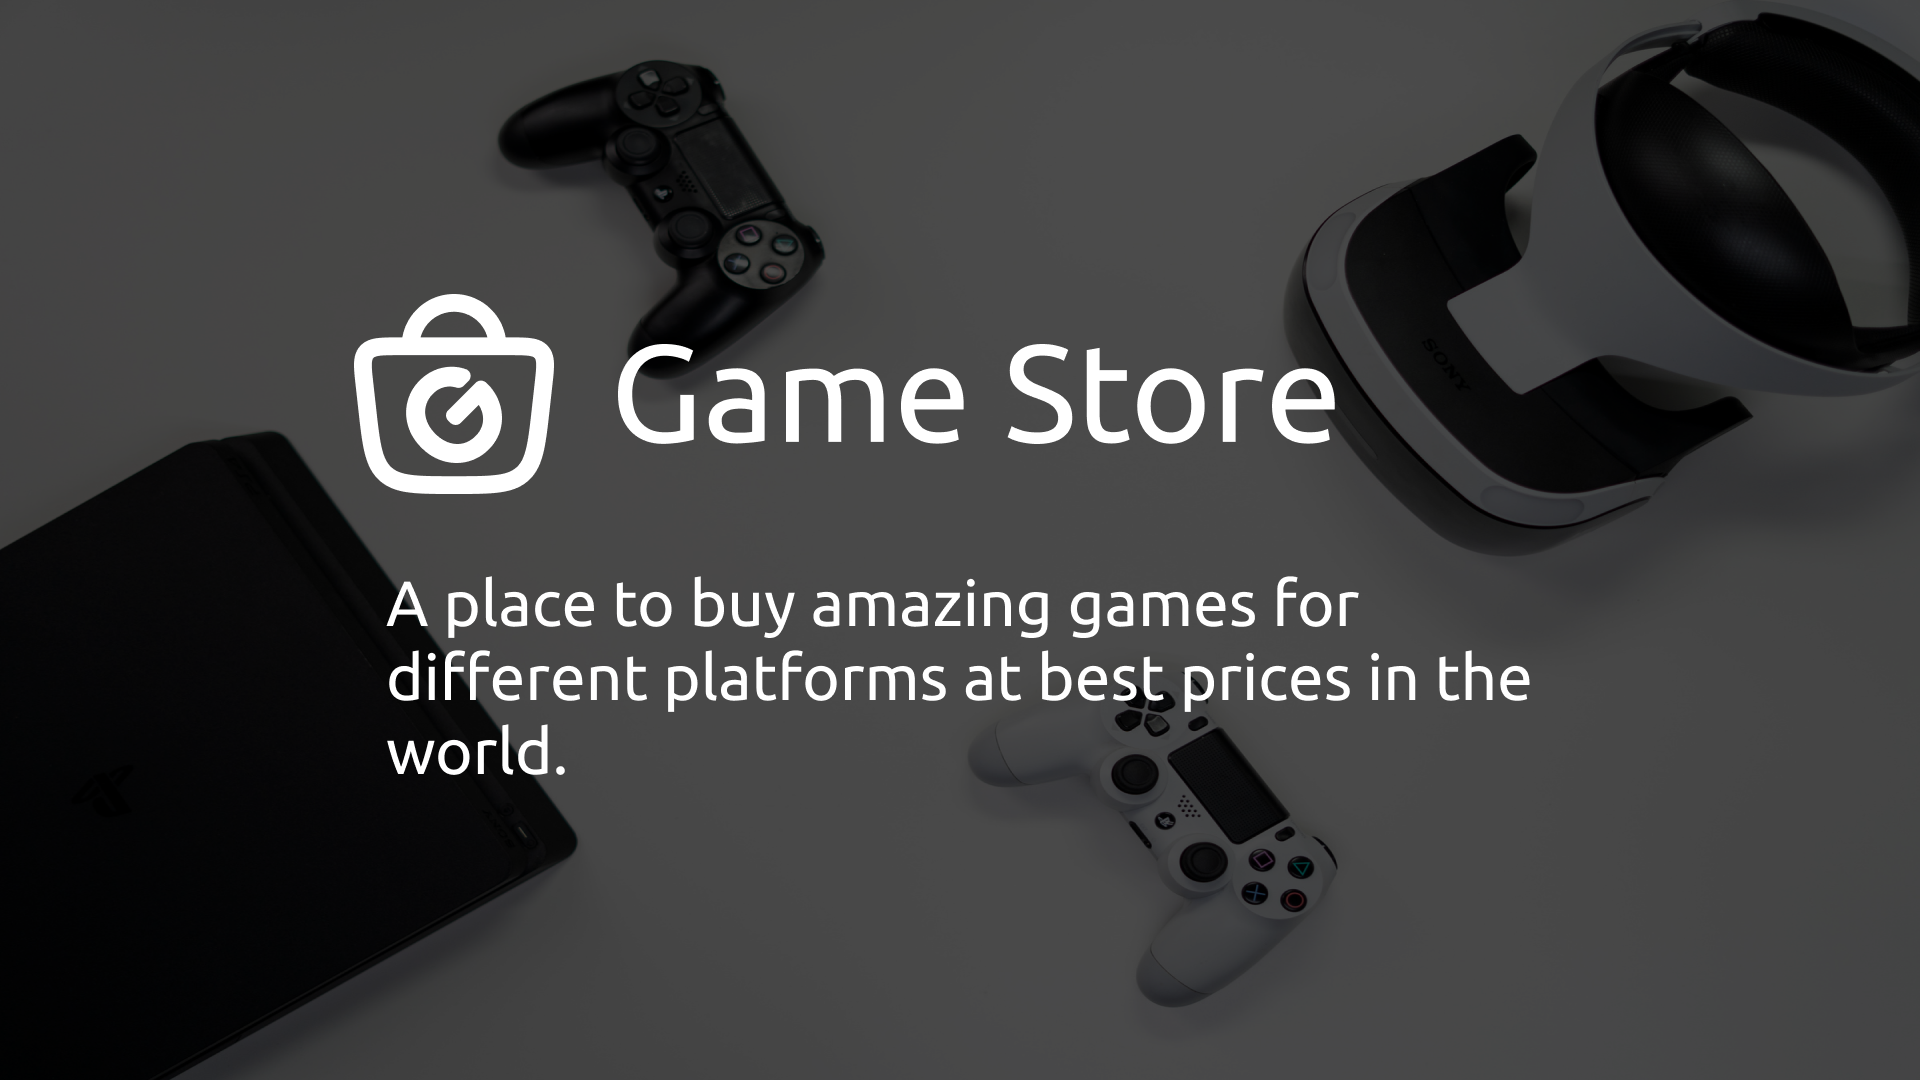 Game Store
SONY
A place to buy amazing games for
different platforms at best prices in the
world.